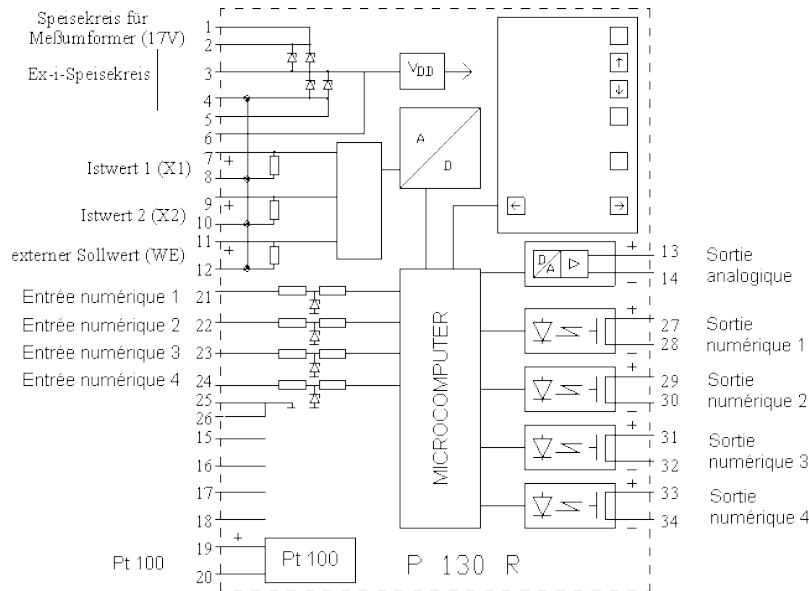 Speisekreis für
Meßumformer (17V)
Ex-i-Speisekreis
1
2
3
4
5
6
VDD
↑
↓
←
→
A
D
Istwert 1 (X1)
7
+
8
Istwert 2 (X2)
9
+
10
externer Sollwert (WE)
11
+
12
Entrée numérique 1
21
Entrée numérique 2
22
Entrée numérique 3
23
Entrée numérique 4
24
25
26
15
16
17
18
Pt 100
19
+
20
Pt 100
MICROCOMPUTER
P 130 R
D
A
+
13
14
−
Sortie
analogique
+
27
28
−
Sortie
numérique 1
+
29
30
−
Sortie
numérique 2
+
31
32
−
Sortie
numérique 3
+
33
34
−
Sortie
numérique 4